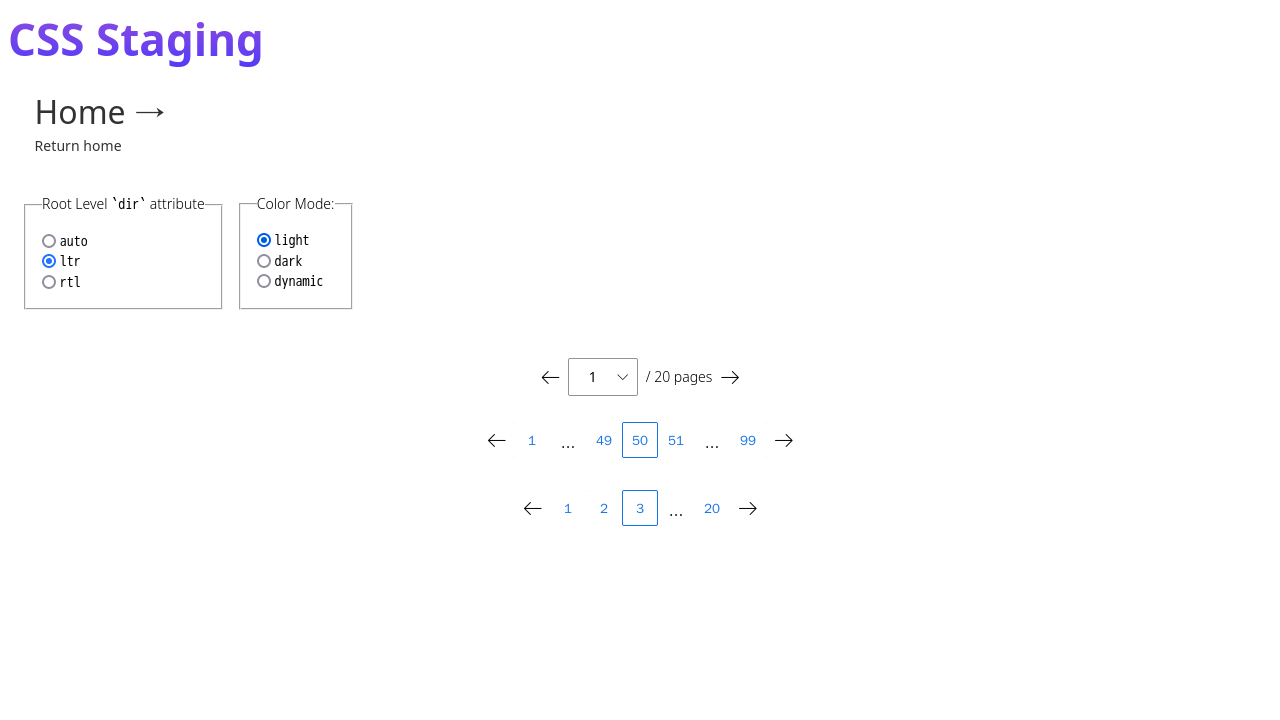 CSS Staging
Home →
Return home
Root Level `dir` attribute
auto
ltr
rtl
Color Mode:
light
dark
dynamic
← 1 / 20 pages →
← 1 … 49 50 51 … 99 →
← 1 2 3 … 20 →